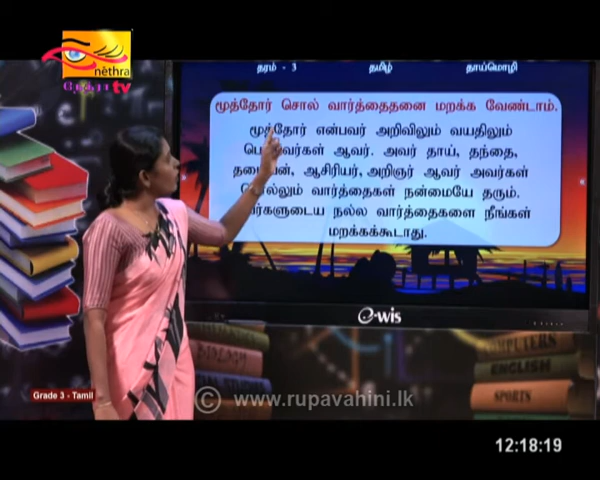 nethra
நேத்ரா tv
தரம் - 3 தமிழ் தாய்மொழி
மூத்தோர் சொல் வார்த்தைதனை மறக்க வேண்டாம்.
மூத்தோர் என்பவர் அறிவிலும் வயதிலும்
ஆவர். அவர் தாய், தந்தை,
ஆசிரியர், அறிஞர் ஆவர் அவர்கள்
வார்த்தைகள் நன்மையே தரும்.
நல்ல வார்த்தைகளை நீங்கள்
மறக்கக்கூடாது.
e-wis
COMPUTERS
ENGLISH
SPORTS
Grade 3 - Tamil
© www.rupavahini.lk
12:18:19